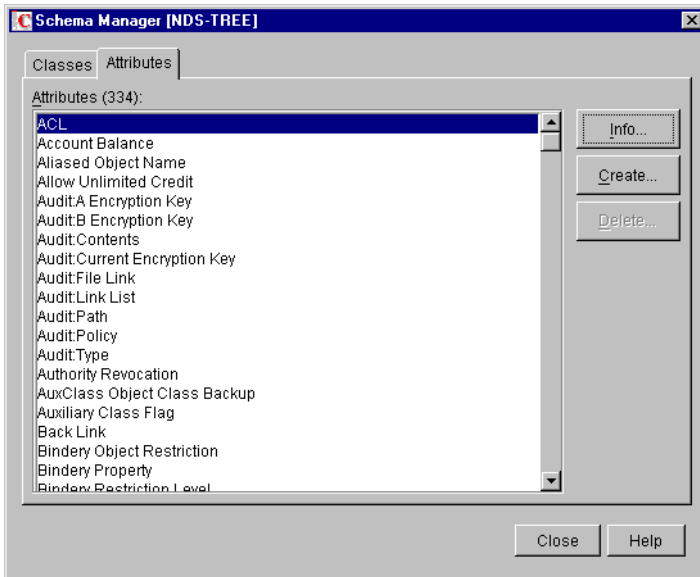 Schema Manager [NDS-TREE]
Classes Attributes
Attributes (334):
ACL
Account Balance
Aliased Object Name
Allow Unlimited Credit
Audit:A Encryption Key
Audit:B Encryption Key
Audit:Contents
Audit:Current Encryption Key
Audit:File Link
Audit:Link List
Audit:Path
Audit:Policy
Audit:Type
Authority Revocation
AuxClass Object Class Backup
Auxiliary Class Flag
Back Link
Bindery Object Restriction
Bindery Property
Bindery Restriction Level
Info...
Create...
Delete...
Close Help